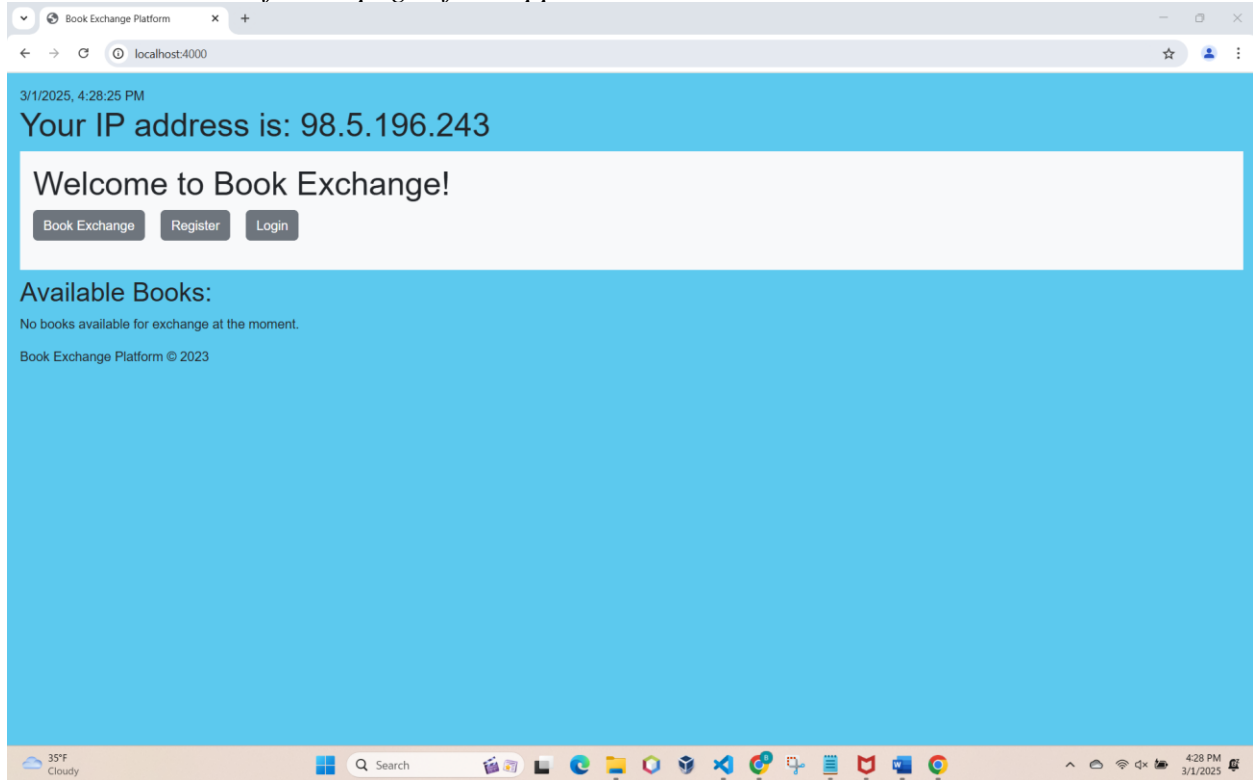 Book Exchange Platform
localhost:4000
3/1/2025, 4:28:25 PM
Your IP address is: 98.5.196.243
Welcome to Book Exchange!
Book Exchange Register Login
Available Books:
No books available for exchange at the moment.
Book Exchange Platform © 2023
35°F
Cloudy
Search
4:28 PM
3/1/2025